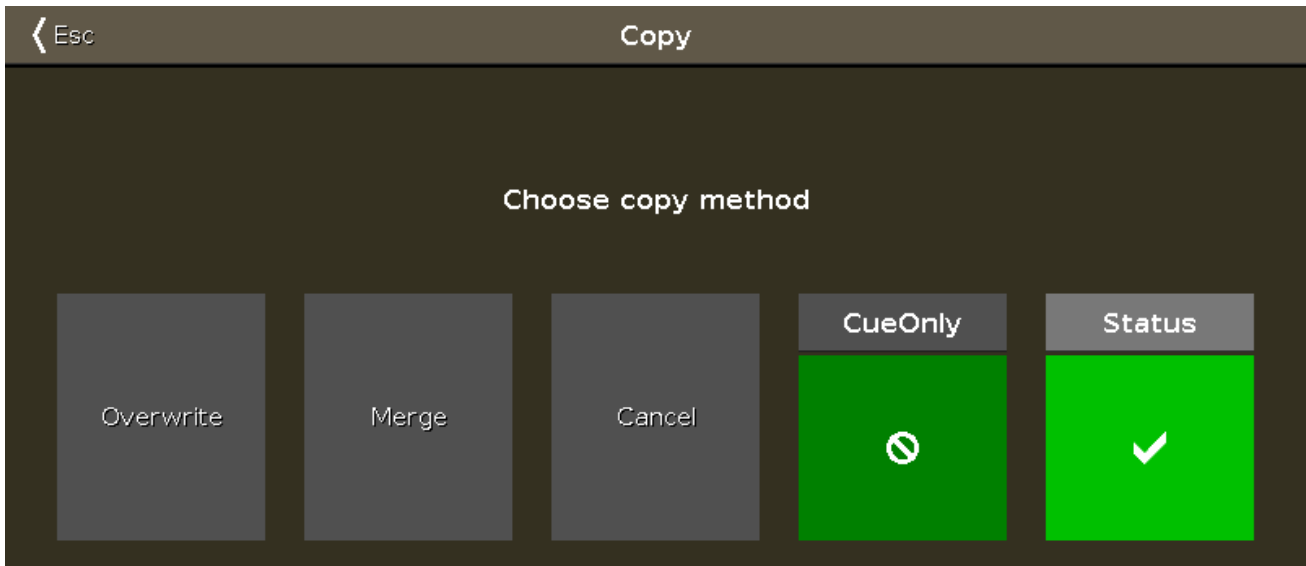 Esc
Copy
Choose copy method
CueOnly
Status
Overwrite
Merge
Cancel